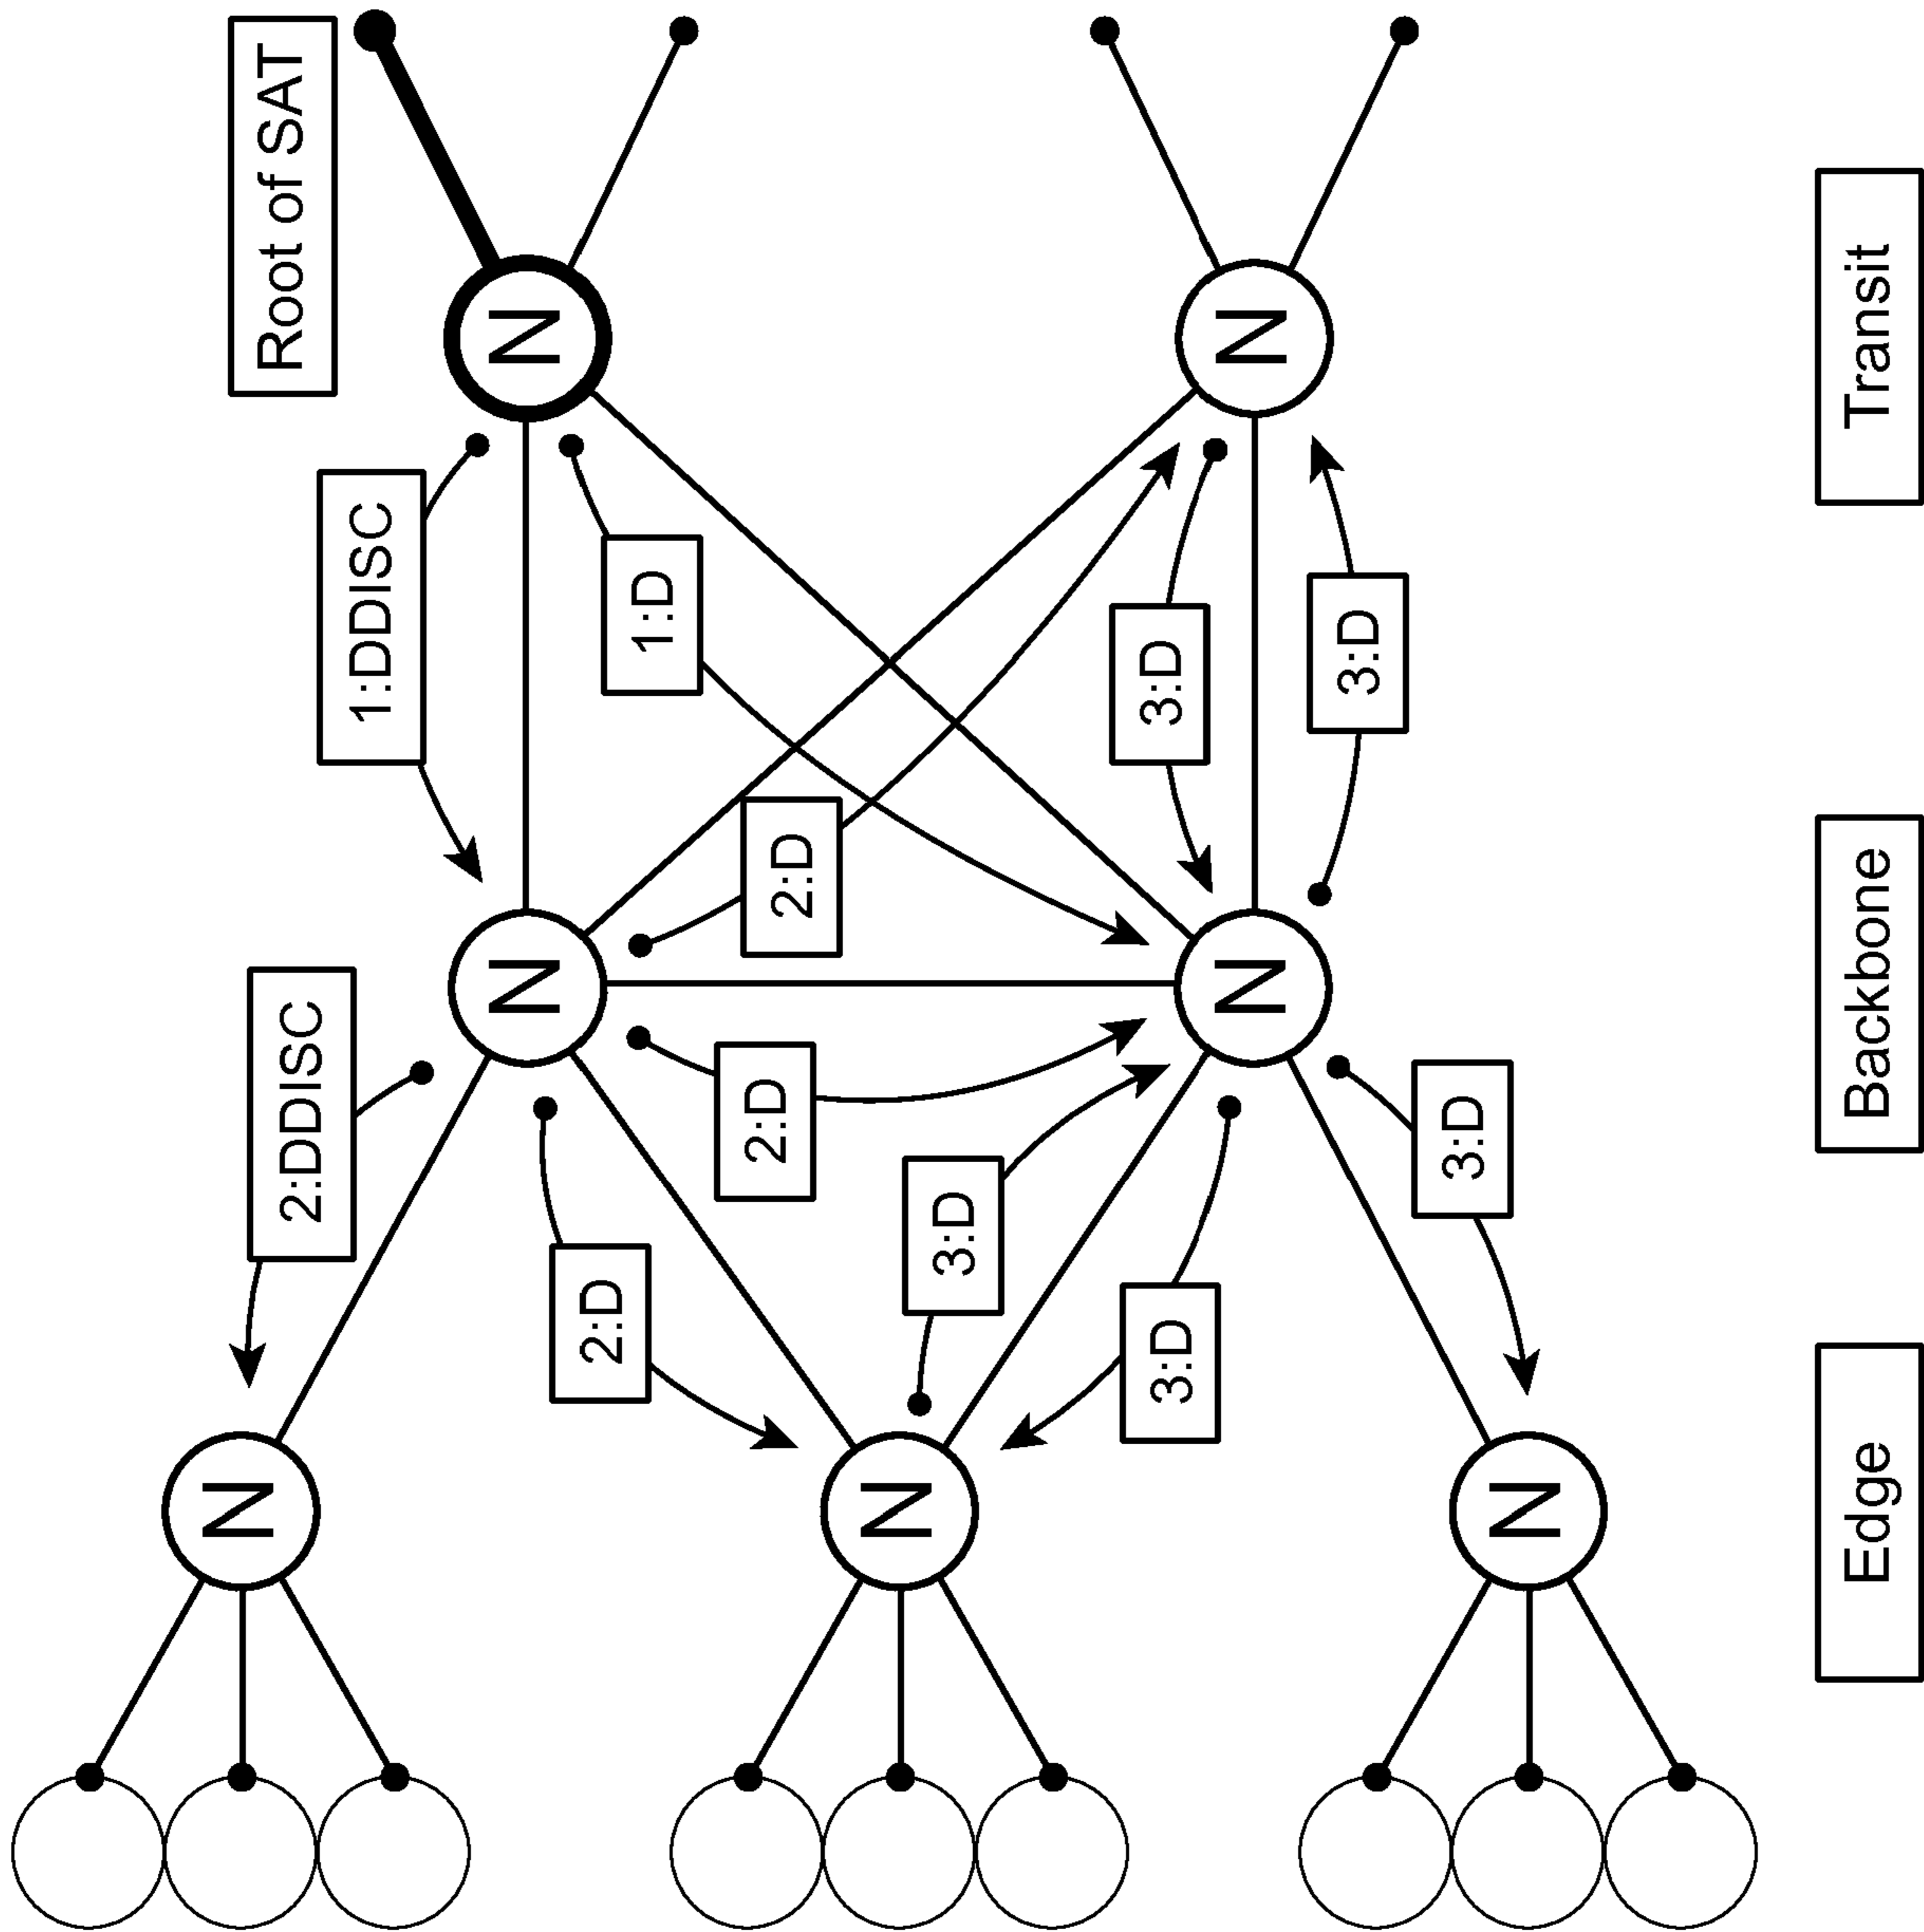 N
2:DDISC
Root of SAT
1:DDISC
N
N
2:D
1:D
2:D
2:D
N
3:D
3:D
3:D
N
N
3:D
3:D
N
Edge
Backbone
Transit